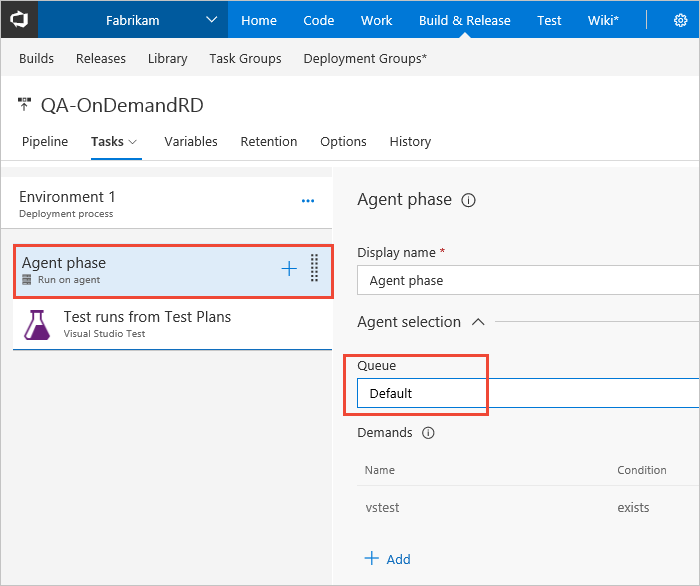 Fabrikam Home Code Work Build & Release Test Wiki*
Builds Releases Library Task Groups Deployment Groups*
QA-OnDemandRD
Pipeline Tasks Variables Retention Options History
Environment 1
Deployment process
Agent phase
Run on agent
Test runs from Test Plans
Visual Studio Test
Agent phase
Display name *
Agent phase
Agent selection
Queue
Default
Demands
Name Condition
vstest exists
Add